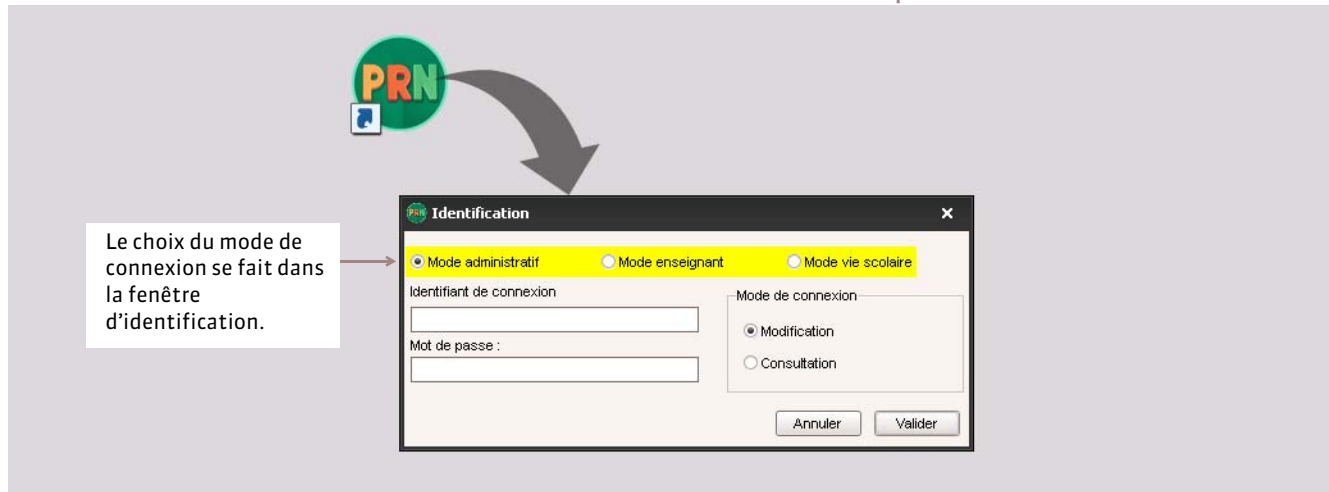 PRN
PRN Identification
Le choix du mode de
connexion se fait dans
la fenêtre
d’identification.
Mode administratif Mode enseignant Mode vie scolaire
Identifiant de connexion
Mot de passe :
Mode de connexion
Modification
Consultation
Annuler Valider